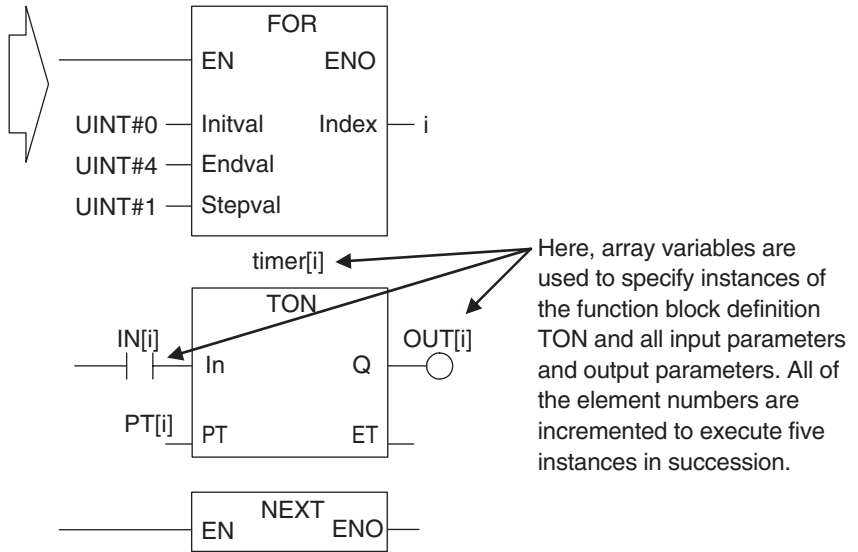 FOR
EN ENO
UINT#0 Initval Index i
UINT#4 Endval
UINT#1 Stepval
timer[i]
TON
IN[i] In Q OUT[i]
PT[i] PT ET
NEXT
EN ENO
Here, array variables are
used to specify instances of
the function block definition
TON and all input parameters
and output parameters. All of
the element numbers are
incremented to execute five
instances in succession.